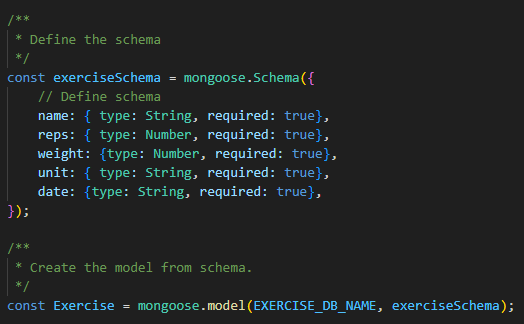 /**
 * Define the schema
 */
const exerciseSchema = mongoose.Schema({
    // Define schema
    name: { type: String, required: true},
    reps: { type: Number, required: true},
    weight: {type: Number, required: true},
    unit: { type: String, required: true},
    date: {type: String, required: true},
});

/**
 * Create the model from schema.
 */
const Exercise = mongoose.model(EXERCISE_DB_NAME, exerciseSchema);